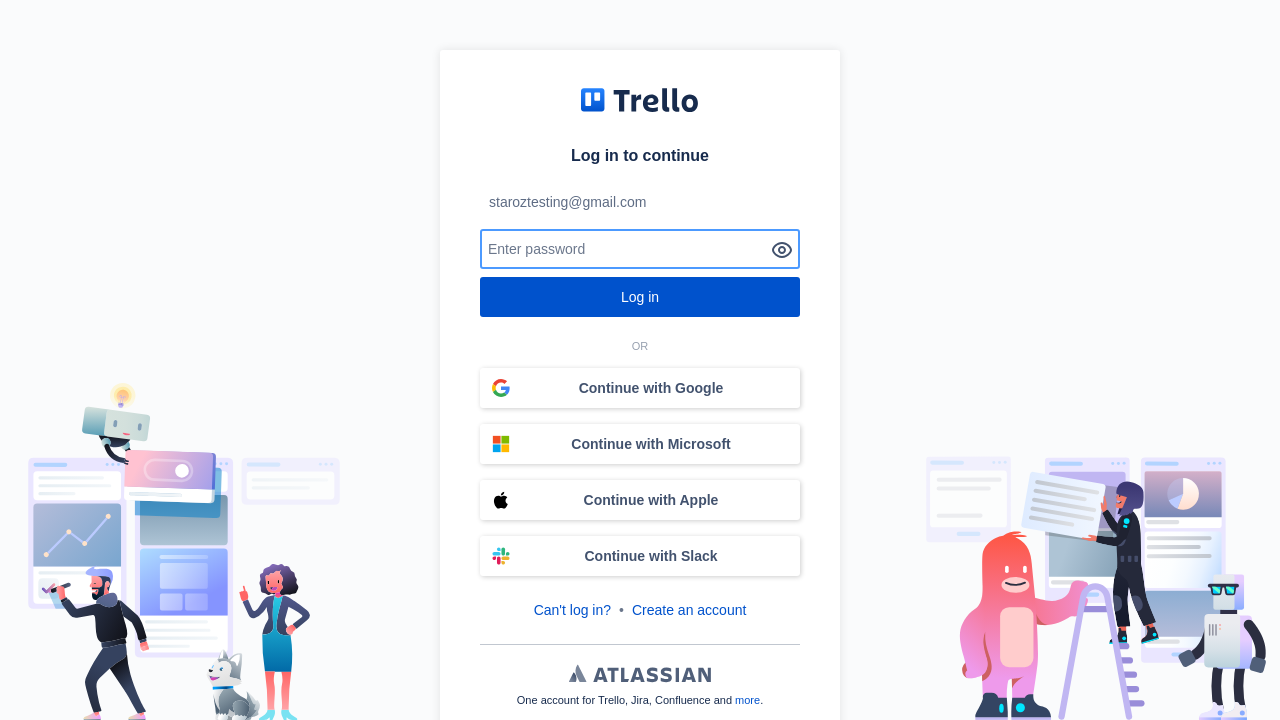 Trello
Log in to continue
staroztesting@gmail.com
Enter password
Log in
OR
Continue with Google
Continue with Microsoft
Continue with Apple
Continue with Slack
Can't log in? • Create an account
ATLASSIAN
One account for Trello, Jira, Confluence and more.